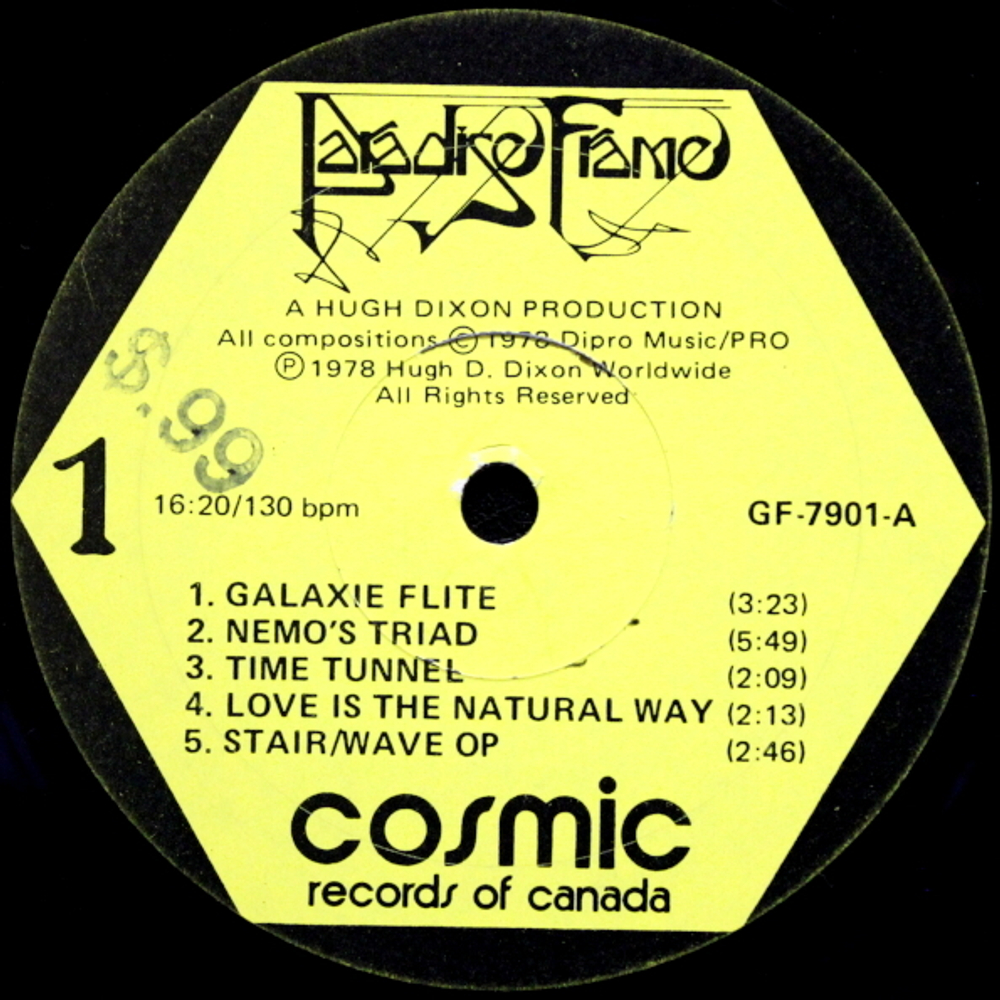 Paradise Frame
A HUGH DIXON PRODUCTION
All compositions © 1978 Dipro Music/PRO
℗ 1978 Hugh D. Dixon Worldwide
All Rights Reserved
$.99
1
16:20/130 bpm
GF-7901-A
1. GALAXIE FLITE (3:23)
2. NEMO'S TRIAD (5:49)
3. TIME TUNNEL (2:09)
4. LOVE IS THE NATURAL WAY (2:13)
5. STAIR/WAVE OP (2:46)
cosmic
records of canada